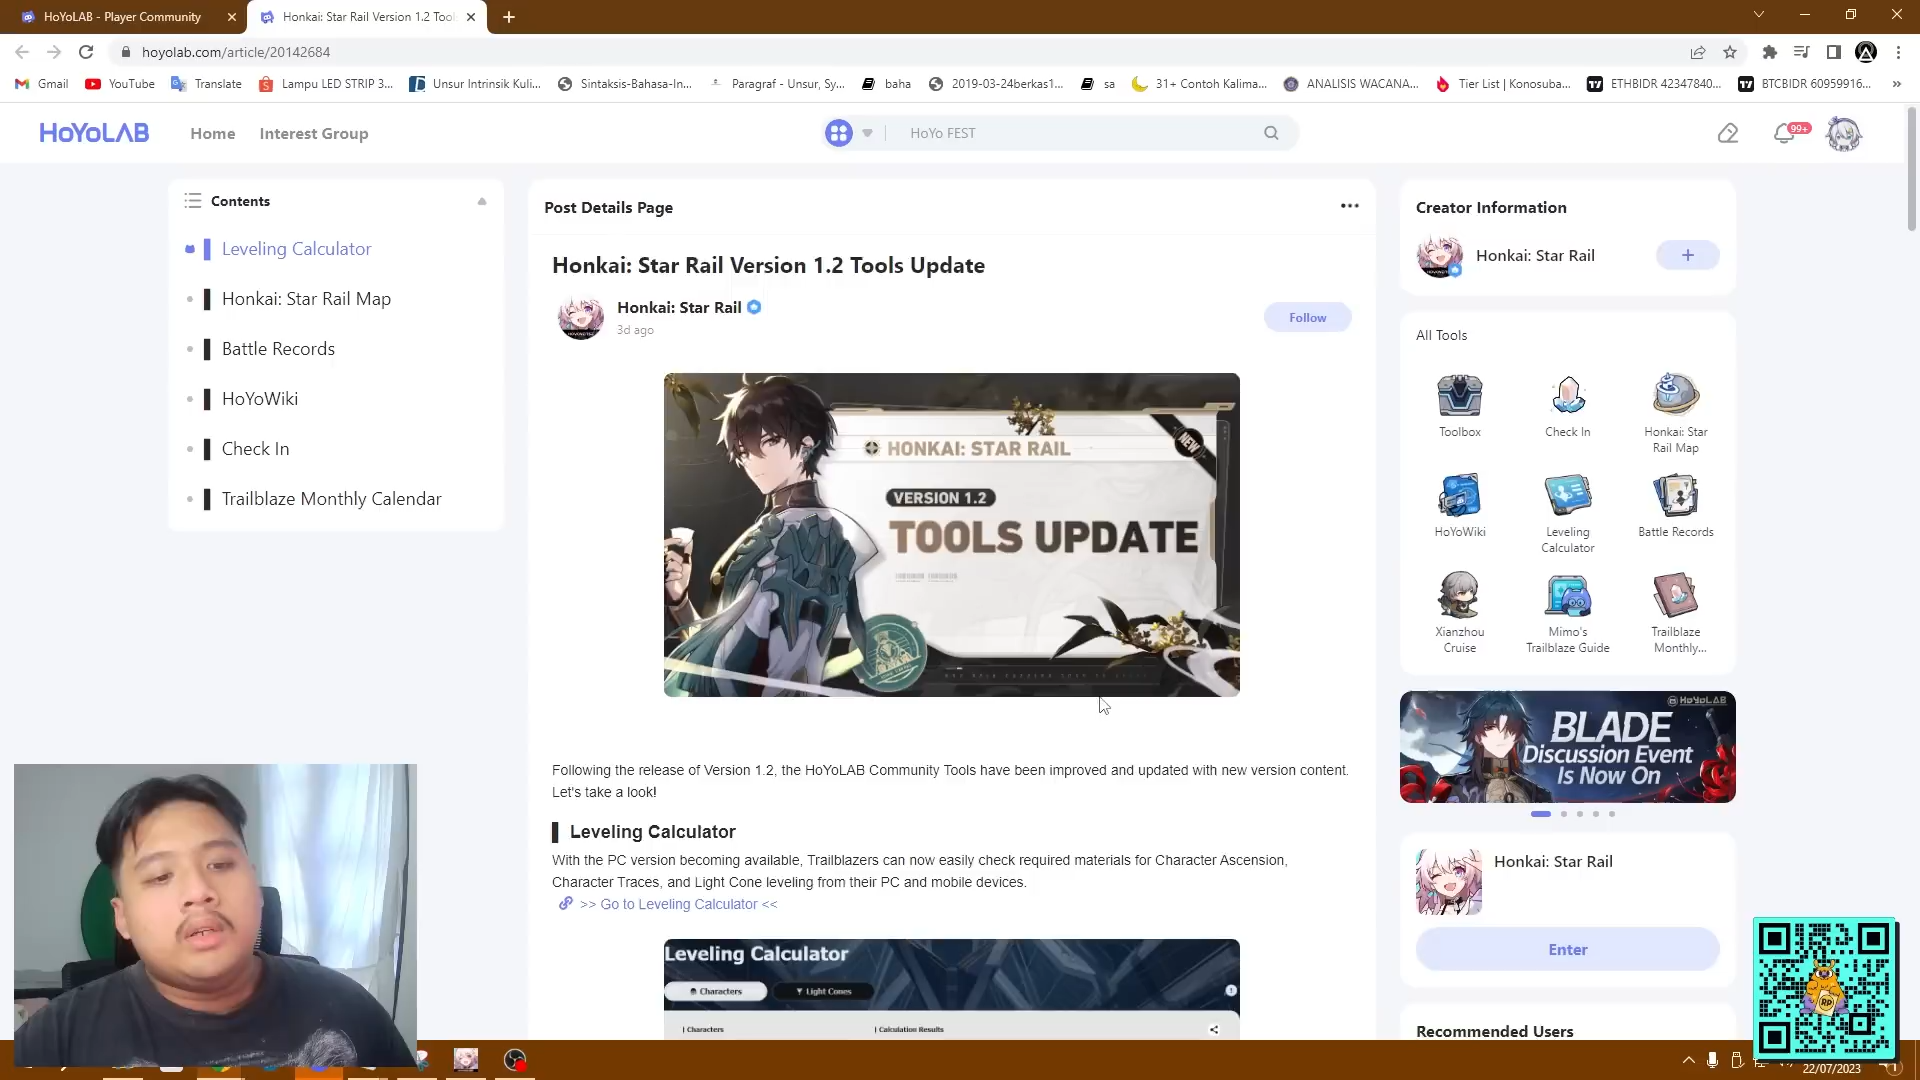 HoYoLAB - Player Community
Honkai: Star Rail Version 1.2 Tool
hoyolab.com/article/20142684
Gmail
YouTube
Translate
Lampu LED STRIP 3...
Unsur Intrinsik Kuli...
Sintaksis-Bahasa-In...
Paragraf - Unsur, Sy...
baha
2019-03-24berkas1...
sa
31+ Contoh Kalima...
ANALISIS WACANA...
Tier List | Konosuba...
ETHBIDR 42347840...
BTCBIDR 60959916...
HoYoLAB
Home
Interest Group
HoYo FEST
99+
Contents
Leveling Calculator
Honkai: Star Rail Map
Battle Records
HoYoWiki
Check In
Trailblaze Monthly Calendar
Post Details Page
Honkai: Star Rail Version 1.2 Tools Update
Honkai: Star Rail
3d ago
Follow
HONKAI: STAR RAIL
NEW
VERSION 1.2
TOOLS UPDATE
Following the release of Version 1.2, the HoYoLAB Community Tools have been improved and updated with new version content.
Let's take a look!
Leveling Calculator
With the PC version becoming available, Trailblazers can now easily check required materials for Character Ascension,
Character Traces, and Light Cone leveling from their PC and mobile devices.
>> Go to Leveling Calculator <<
Leveling Calculator
Characters
Light Cones
Characters
Calculation Results
Creator Information
Honkai: Star Rail
All Tools
Toolbox
Check In
Honkai: Star
Rail Map
HoYoWiki
Leveling
Calculator
Battle Records
Xianzhou
Cruise
Mimo's
Trailblaze Guide
Trailblaze
Monthly...
HoYoLAB
BLADE
Discussion Event
Is Now On
Honkai: Star Rail
Enter
RP
Recommended Users
22/07/2023
1